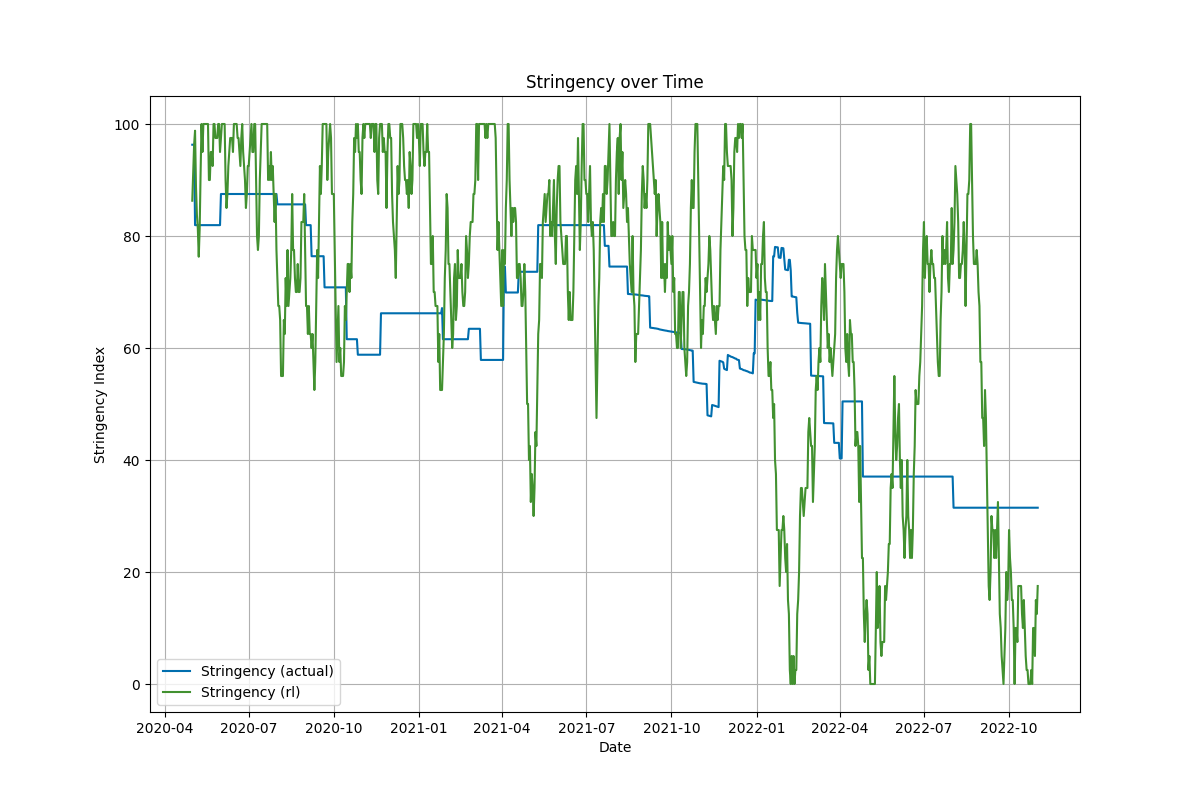 Stringency over Time
Stringency Index
100
80
60
40
20
0
Stringency (actual)
Stringency (rl)
2020-04 2020-07 2020-10 2021-01 2021-04 2021-07 2021-10 2022-01 2022-04 2022-07 2022-10
Date